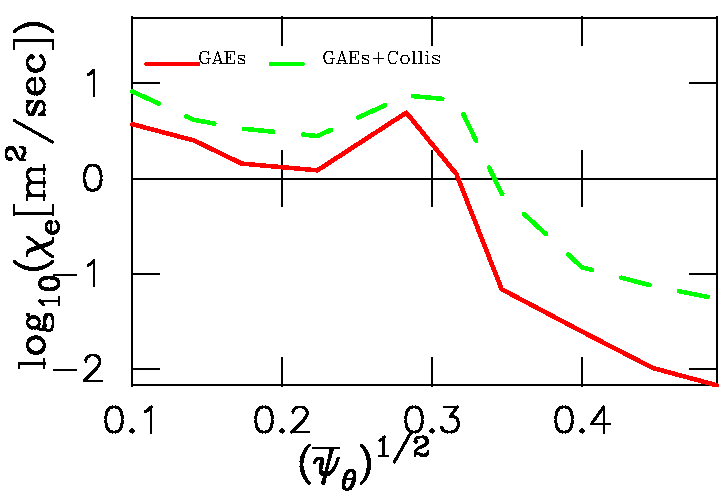 GAEs GAEs+Collis
log₁₀(χₑ[m²/sec])
1
0
−1
−2
0.1 0.2 0.3 0.4
(ψ̅_θ)^{1/2}